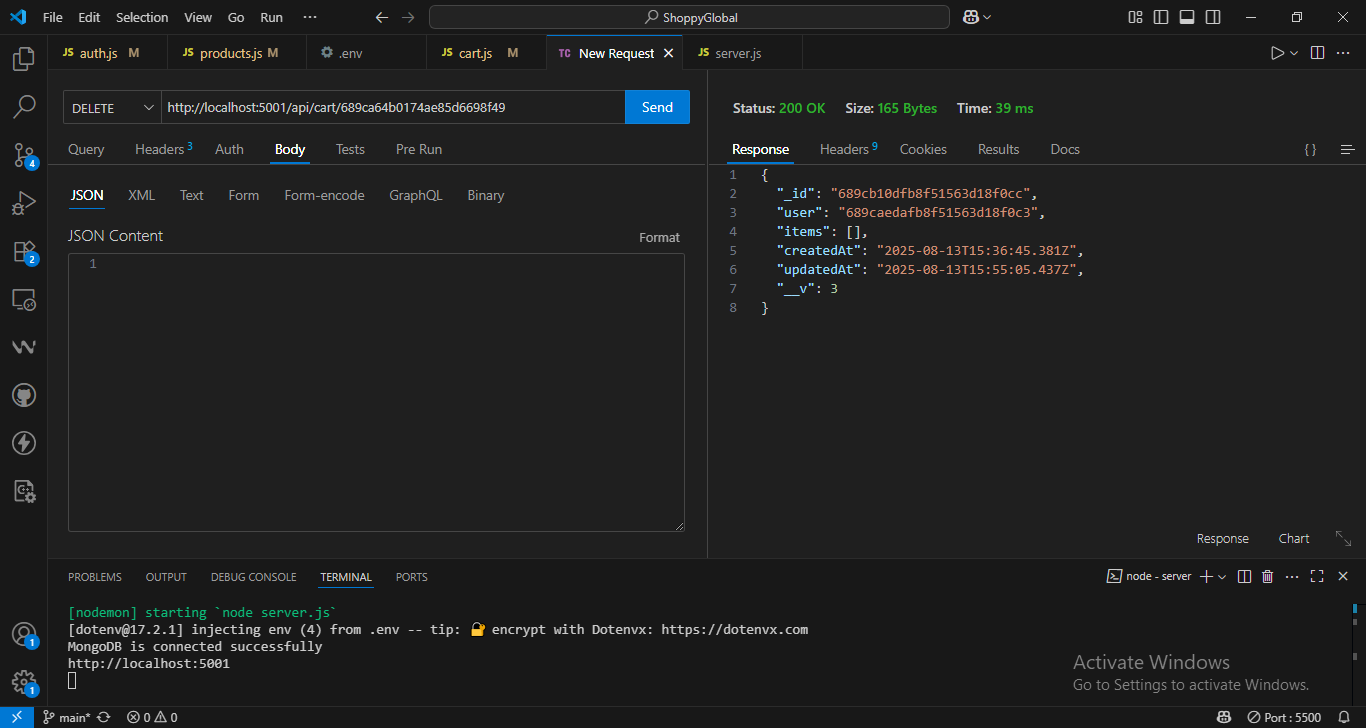 File Edit Selection View Go Run ··· ShoppyGlobal
JS auth.js M JS products.js M .env JS cart.js M TC New Request JS server.js
DELETE http://localhost:5001/api/cart/689ca64b0174ae85d6698f49 Send
Query Headers 3 Auth Body Tests Pre Run
JSON XML Text Form Form-encode GraphQL Binary
JSON Content Format
1
Status: 200 OK Size: 165 Bytes Time: 39 ms
Response Headers 9 Cookies Results Docs { }
1 {
2 "_id": "689cb10dfb8f51563d18f0cc",
3 "user": "689caedafb8f51563d18f0c3",
4 "items": [],
5 "createdAt": "2025-08-13T15:36:45.381Z",
6 "updatedAt": "2025-08-13T15:55:05.437Z",
7 "__v": 3
8 }
Response Chart
4
2
1
1
PROBLEMS OUTPUT DEBUG CONSOLE TERMINAL PORTS node - server
[nodemon] starting `node server.js`
[dotenv@17.2.1] injecting env (4) from .env -- tip: 🔐 encrypt with Dotenvx: https://dotenvx.com
MongoDB is connected successfully
http://localhost:5001
Activate Windows
Go to Settings to activate Windows.
main* 0 0 Port : 5500